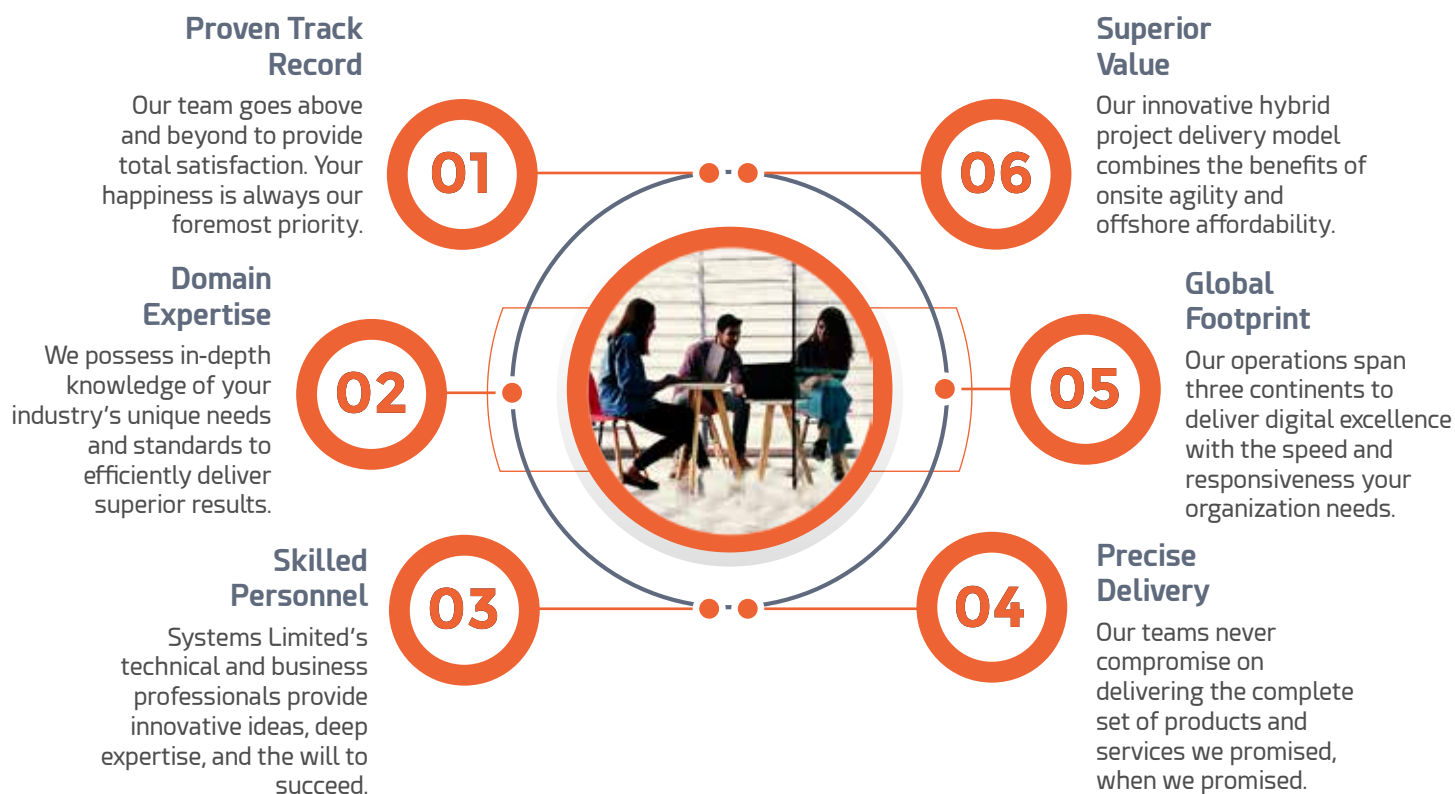 Proven Track
Record
Our team goes above
and beyond to provide
total satisfaction. Your
happiness is always our
foremost priority.
01
Domain
Expertise
We possess in-depth
knowledge of your
industry’s unique needs
and standards to
efficiently deliver
superior results.
02
Skilled
Personnel
Systems Limited’s
technical and business
professionals provide
innovative ideas, deep
expertise, and the will to
succeed.
03
Precise
Delivery
04
Our teams never
compromise on
delivering the complete
set of products and
services we promised,
when we promised.
Global
Footprint
05
Our operations span
three continents to
deliver digital excellence
with the speed and
responsiveness your
organization needs.
Superior
Value
06
Our innovative hybrid
project delivery model
combines the benefits of
onsite agility and
offshore affordability.